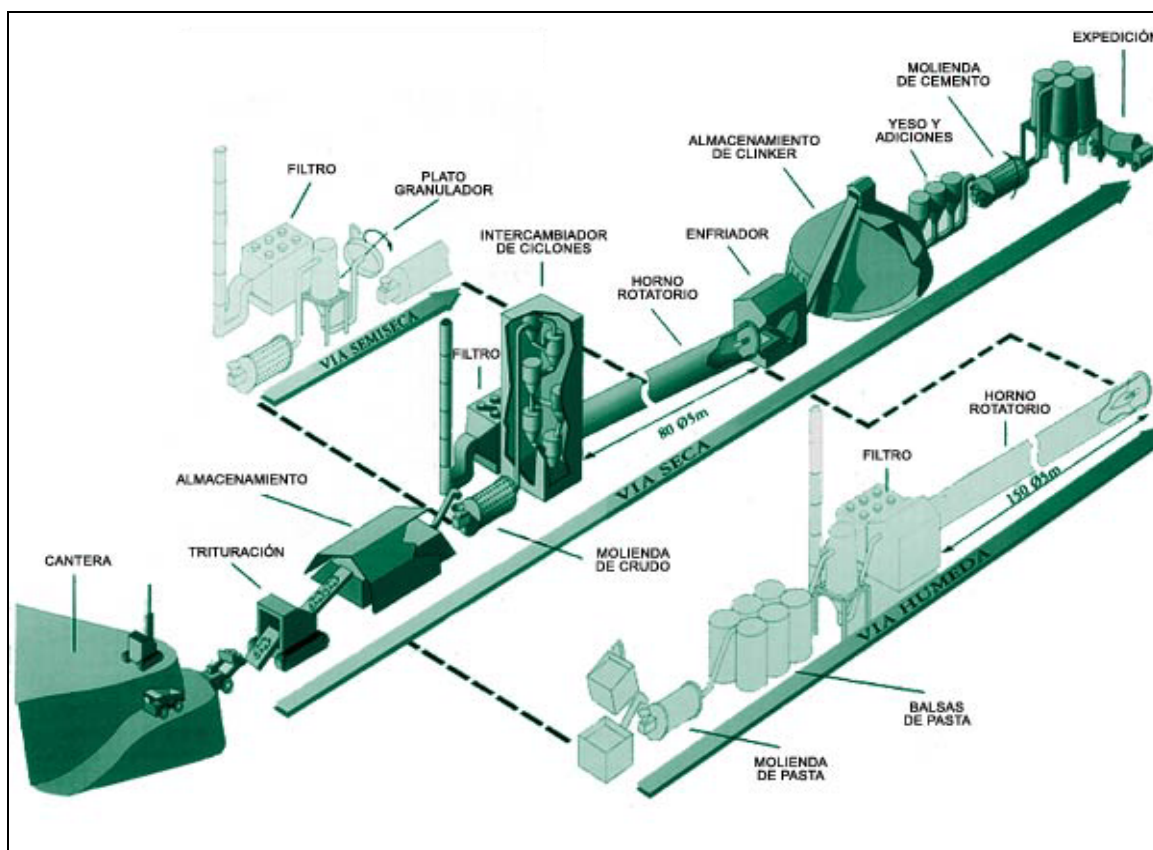 EXPEDICIÓN
MOLIENDA
DE CEMENTO
YESO Y
ADICIONES
ALMACENAMIENTO
DE CLINKER
FILTRO
PLATO
GRANULADOR
INTERCAMBIADOR
DE CICLONES
ENFRIADOR
HORNO
ROTATORIO
VIA SEMISECA
FILTRO
80 Ø5m
VIA SECA
HORNO
ROTATORIO
FILTRO
150 Ø5m
VIA HUMEDA
ALMACENAMIENTO
TRITURACIÓN
CANTERA
MOLIENDA
DE CRUDO
BALSAS
DE PASTA
MOLIENDA
DE PASTA